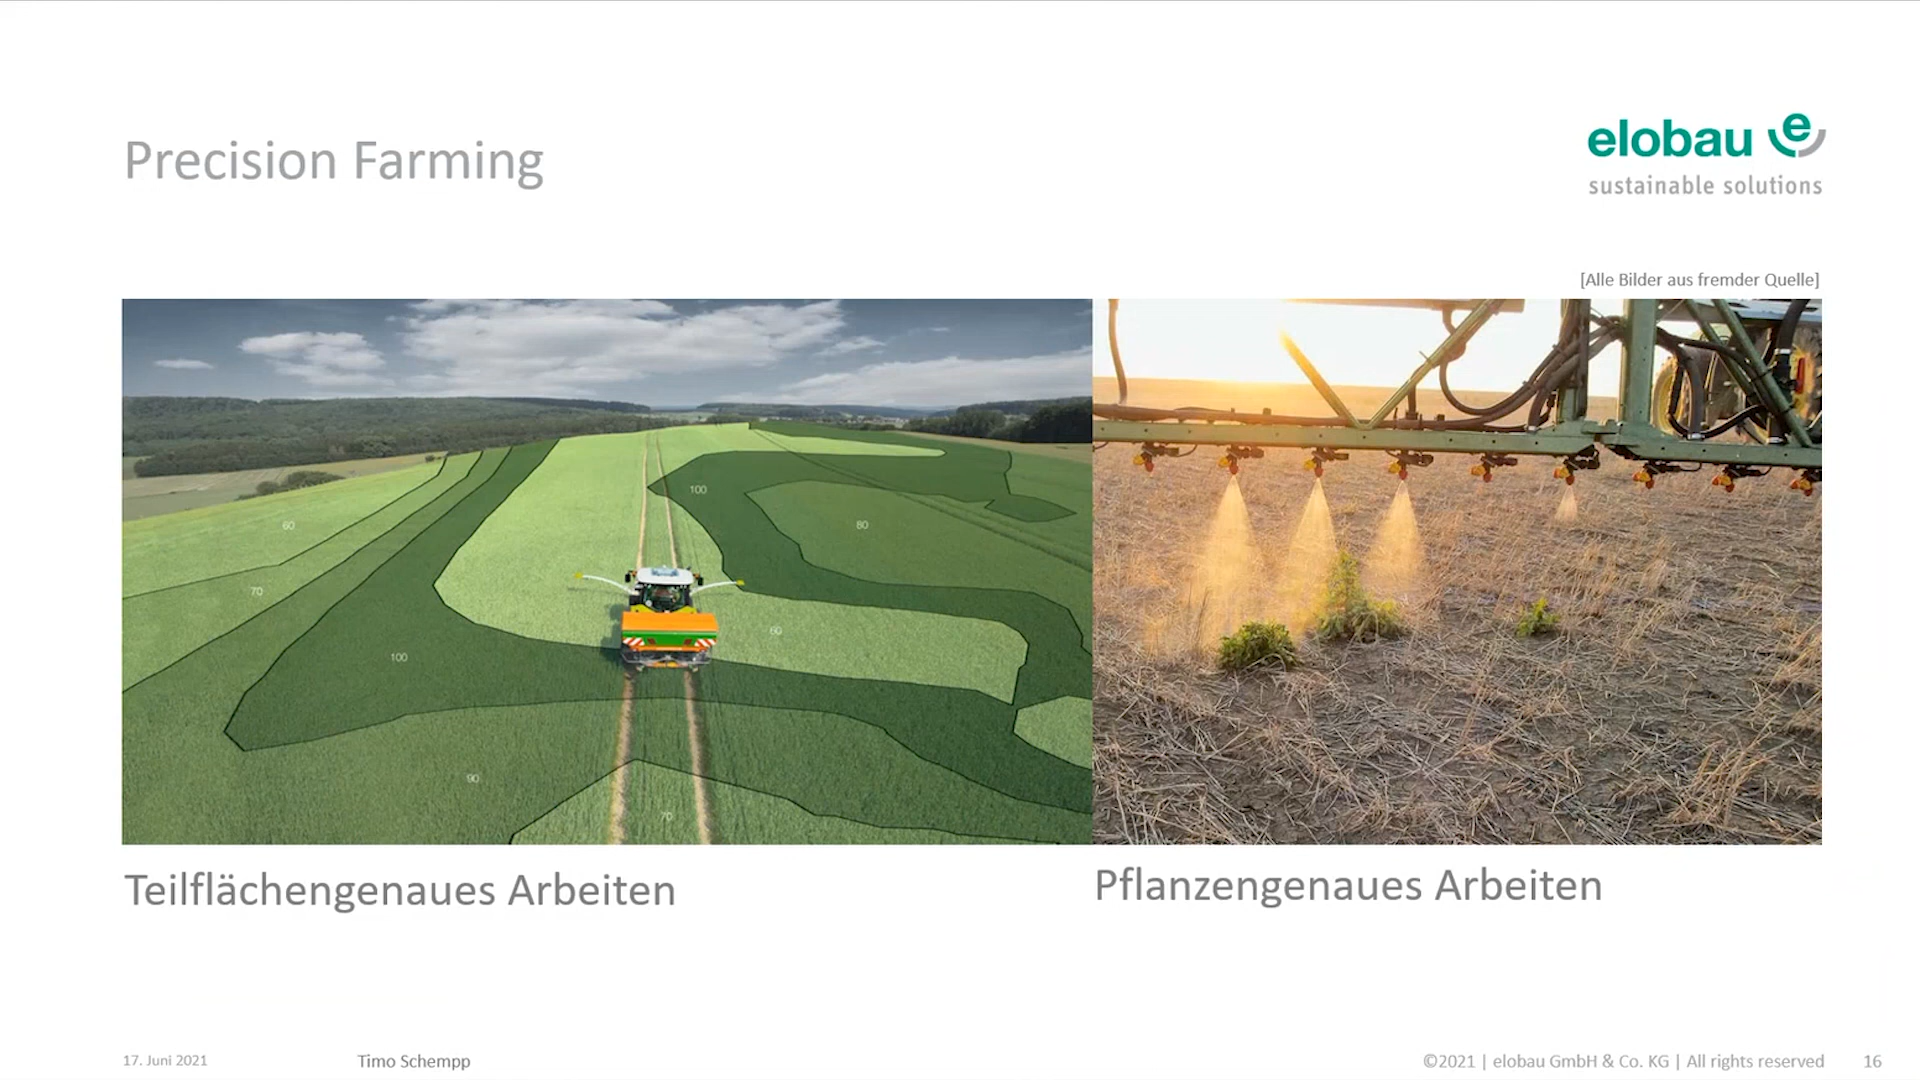 Precision Farming
elobau e
sustainable solutions
[Alle Bilder aus fremder Quelle]
100
60
80
70
60
100
90
70
Teilflächengenaues Arbeiten
Pflanzengenaues Arbeiten
17. Juni 2021
Timo Schempp
©2021 | elobau GmbH & Co. KG | All rights reserved
16